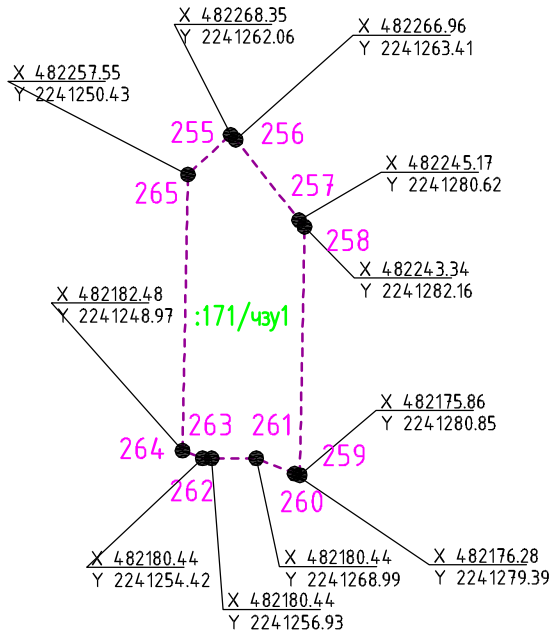 X 482268.35
Y 2241262.06
X 482266.96
Y 2241263.41
X 482257.55
Y 2241250.43
255
256
265
X 482245.17
Y 2241280.62
257
258
X 482243.34
Y 2241282.16
X 482182.48
Y 2241248.97
:171/чзу1
X 482175.86
Y 2241280.85
263
261
264
259
262
260
X 482180.44
Y 2241254.42
X 482180.44
Y 2241268.99
X 482176.28
Y 2241279.39
X 482180.44
Y 2241256.93